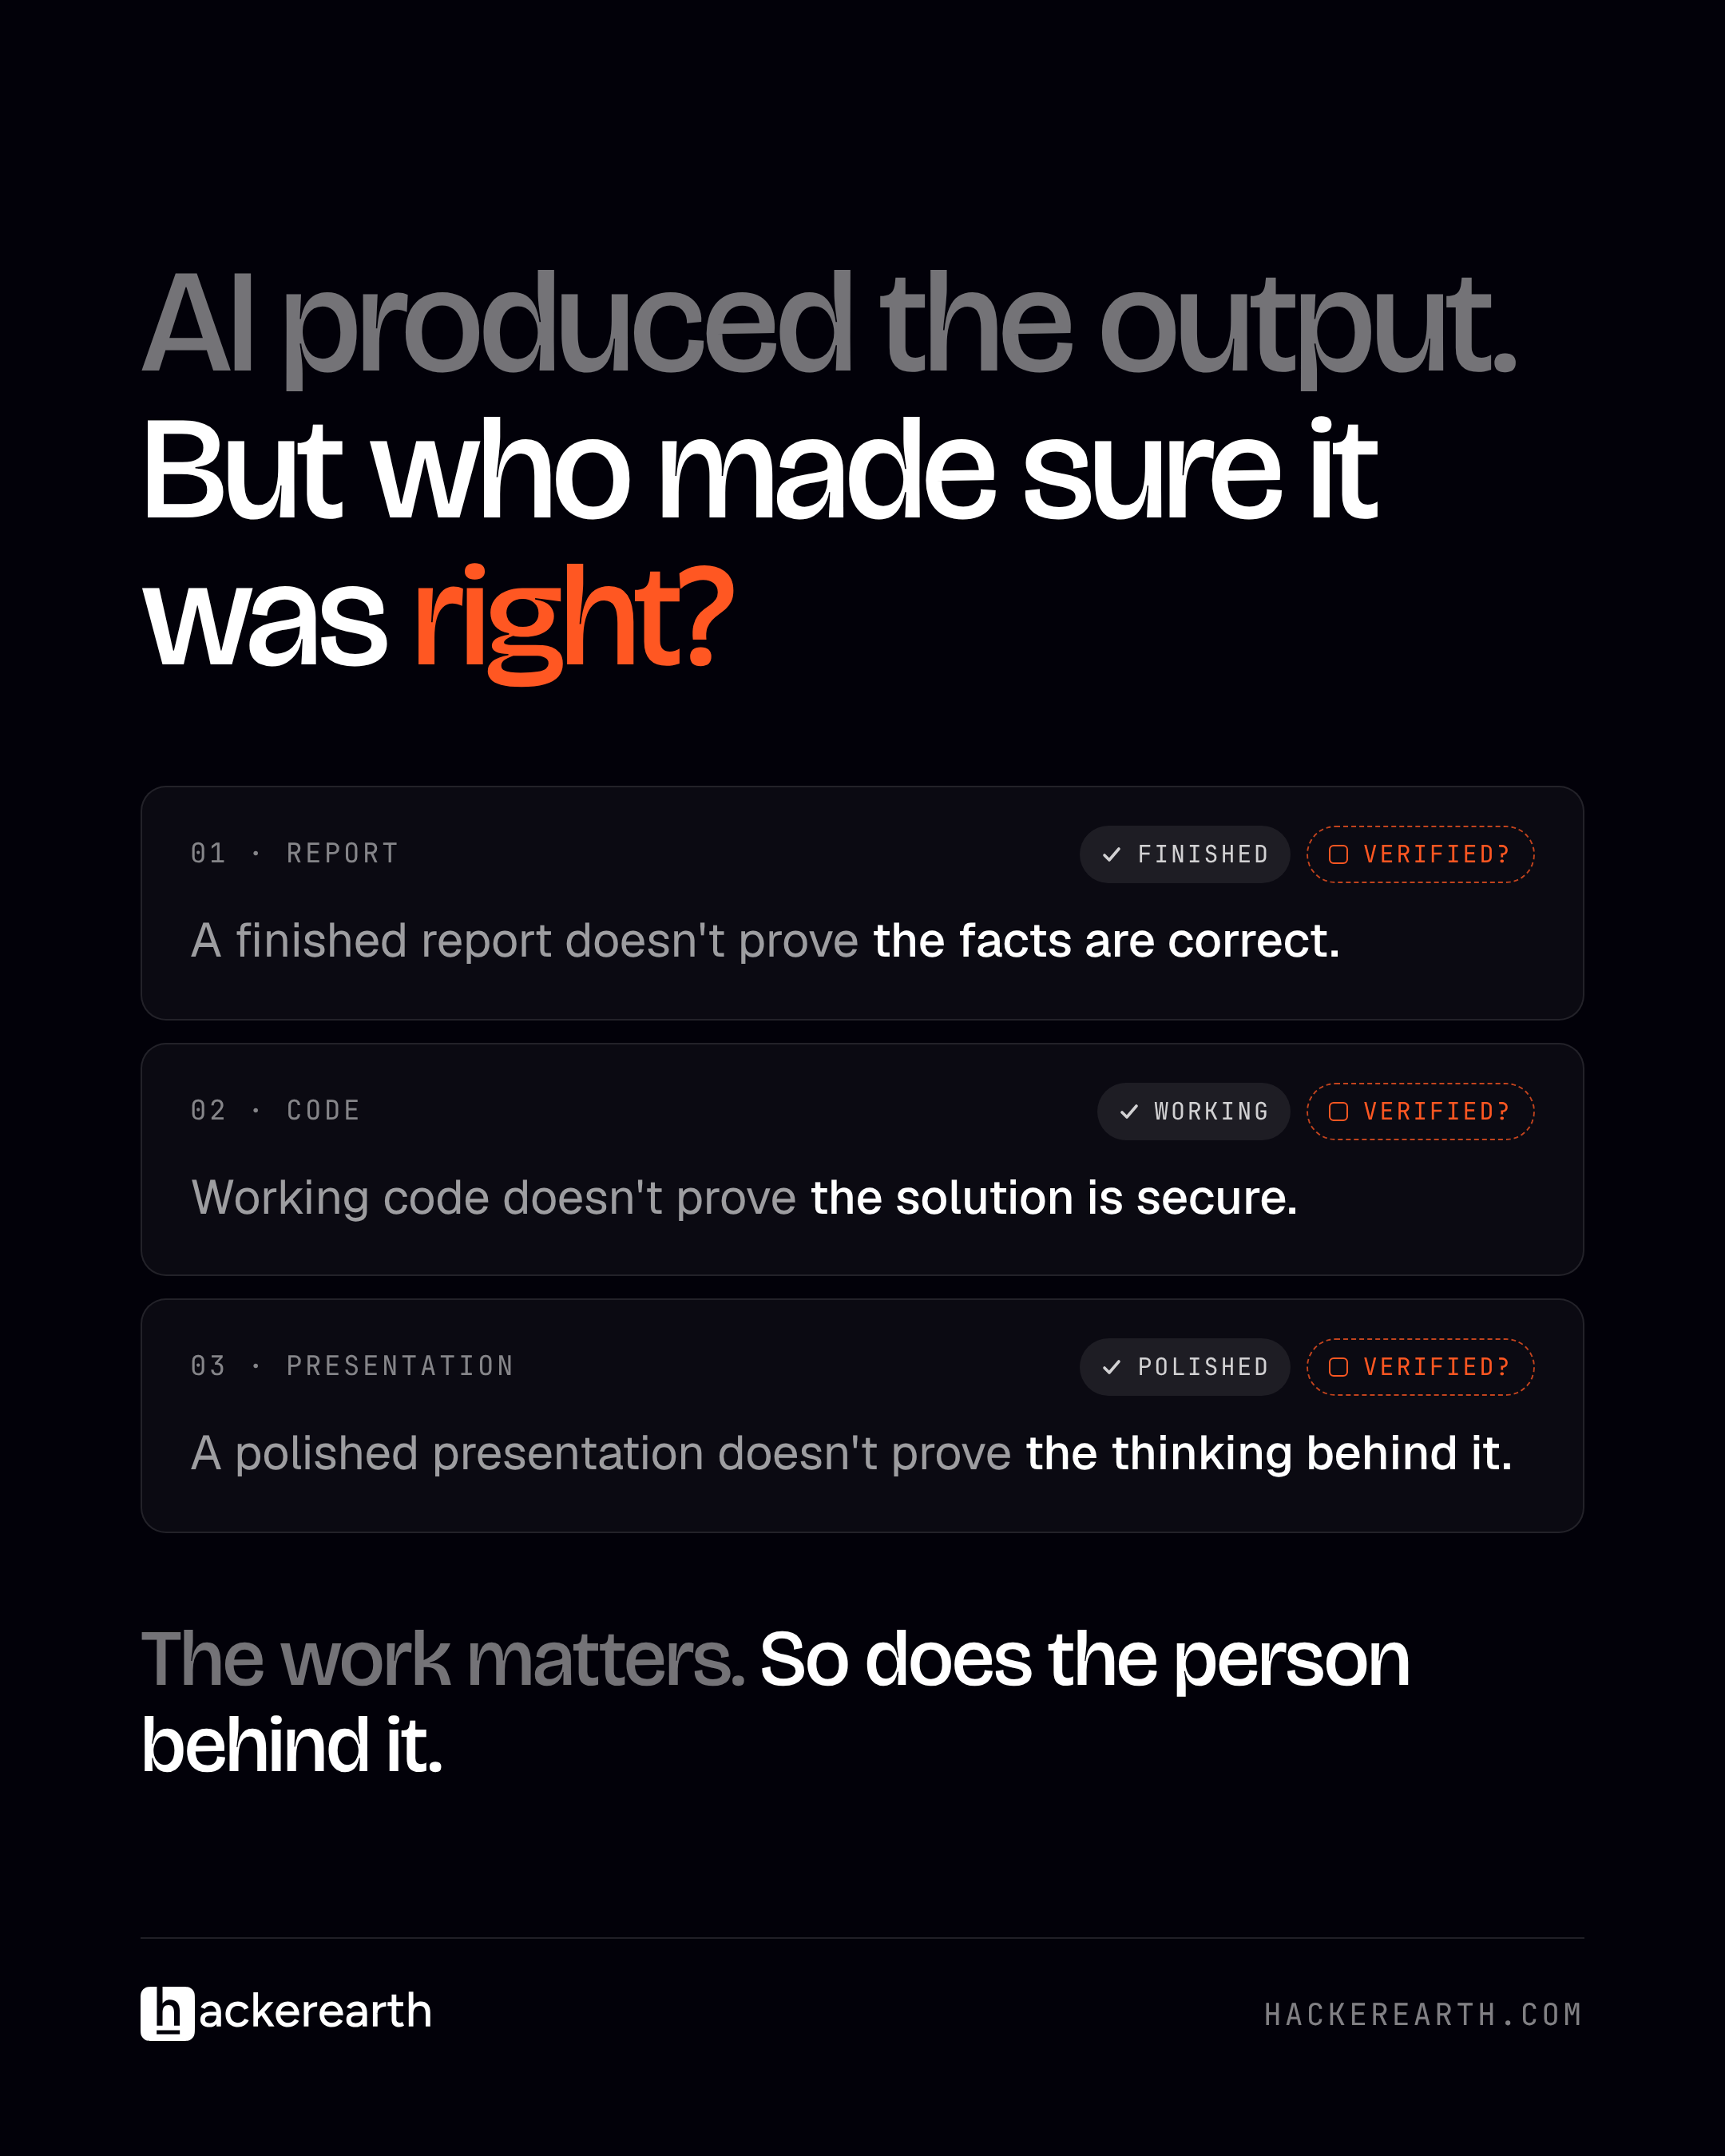 AI produced the output.
But who made sure it
was right?
01 · REPORT
✓ FINISHED
VERIFIED?
A finished report doesn't prove the facts are correct.
02 · CODE
✓ WORKING
VERIFIED?
Working code doesn't prove the solution is secure.
03 · PRESENTATION
✓ POLISHED
VERIFIED?
A polished presentation doesn't prove the thinking behind it.
The work matters. So does the person
behind it.
hackerearth
HACKEREARTH.COM